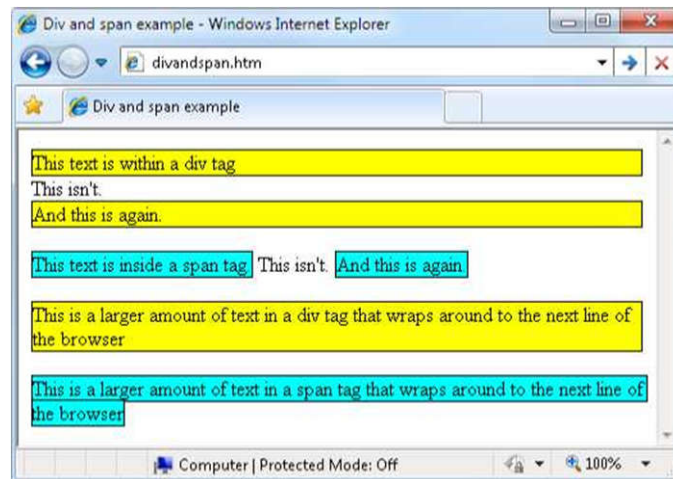 Div and span example - Windows Internet Explorer
divandspan.htm
Div and span example
This text is within a div tag
This isn't.
And this is again.
This text is inside a span tag. This isn't. And this is again.
This is a larger amount of text in a div tag that wraps around to the next line of
the browser
This is a larger amount of text in a span tag that wraps around to the next line of
the browser
Computer | Protected Mode: Off 100%